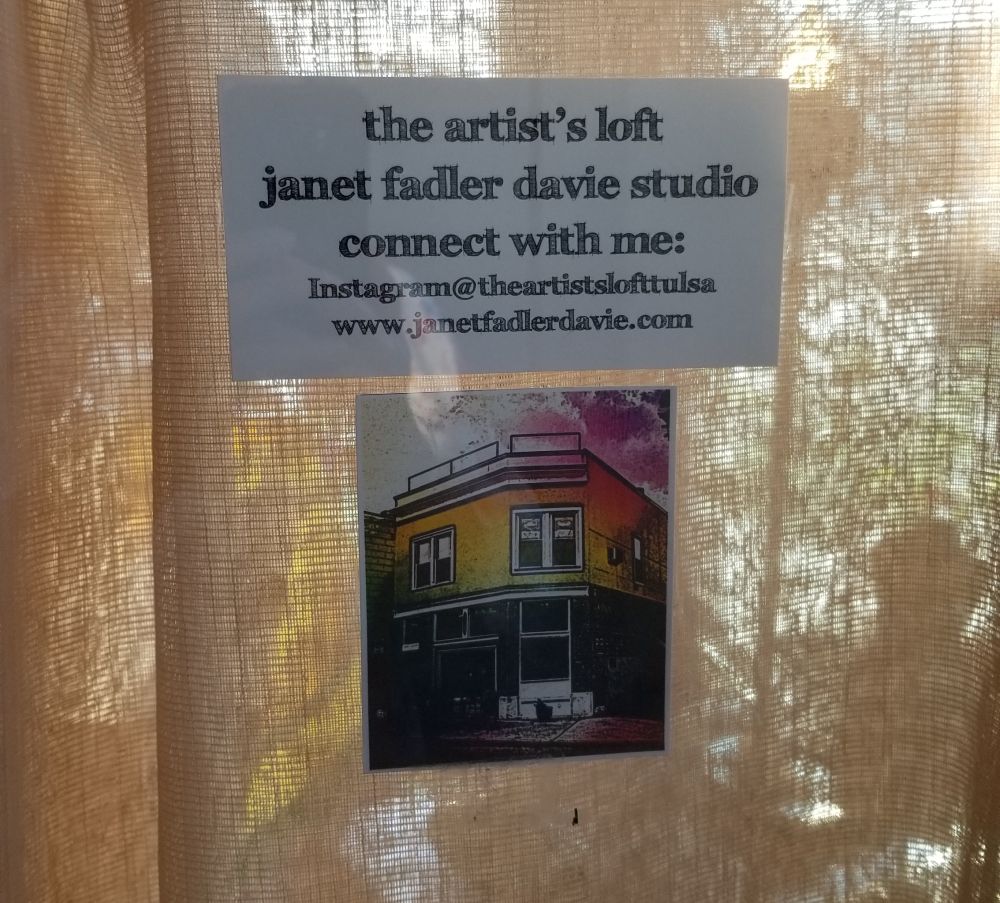 the artist's loft
janet fadler davie studio
connect with me:
Instagram@theartistslofttulsa
www.janetfadlerdavie.com